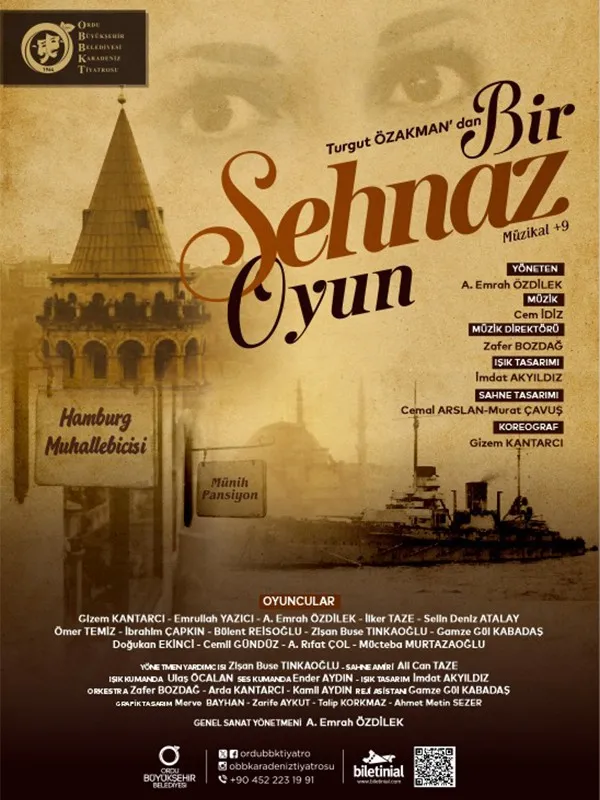 ORDU
BÜYÜKŞEHİR
BELEDİYESİ
KARADENİZ
TİYATROSU
1964
Turgut ÖZAKMAN' dan
Bir
Şehnaz
Oyun
Müzikal +9
YÖNETEN
A. Emrah ÖZDİLEK
MÜZİK
Cem İDİZ
MÜZİK DİREKTÖRÜ
Zafer BOZDAĞ
IŞIK TASARIMI
İmdat AKYILDIZ
SAHNE TASARIMI
Cemal ARSLAN-Murat ÇAVUŞ
KOREOGRAF
Gizem KANTARCI
Hamburg
Muhallebicisi
Münih
Pansiyon
OYUNCULAR
Gizem KANTARCI - Emrullah YAZICI - A. Emrah ÖZDİLEK - İlker TAZE - Selin Deniz ATALAY
Ömer TEMİZ - İbrahim ÇAPKIN - Bülent REİSOĞLU - Zişan Buse TINKAOĞLU - Gamze Gül KABADAŞ
Doğukan EKİNCİ - Cemil GÜNDÜZ - A. Rıfat ÇOL - Mücteba MURTAZAOĞLU
YÖNETMEN YARDIMCISI Zişan Buse TINKAOĞLU - SAHNE AMİRİ Ali Can TAZE
IŞIK KUMANDA Ulaş ÖCALAN SES KUMANDA Ender AYDIN - IŞIK TASARIM İmdat AKYILDIZ
ORKESTRA Zafer BOZDAĞ - Arda KANTARCI - Kamil AYDIN REJİ ASİSTANI Gamze Gül KABADAŞ
GRAFİK TASARIM Merve BAYHAN - Zarife AYKUT - Talip KORKMAZ - Ahmet Metin SEZER
GENEL SANAT YÖNETMENİ A. Emrah ÖZDİLEK
ORDU
BÜYÜKŞEHİR
BELEDİYESİ
ordubbktiyatro
obbkaradeniztiyatrosu
+90 452 223 19 91
biletinial